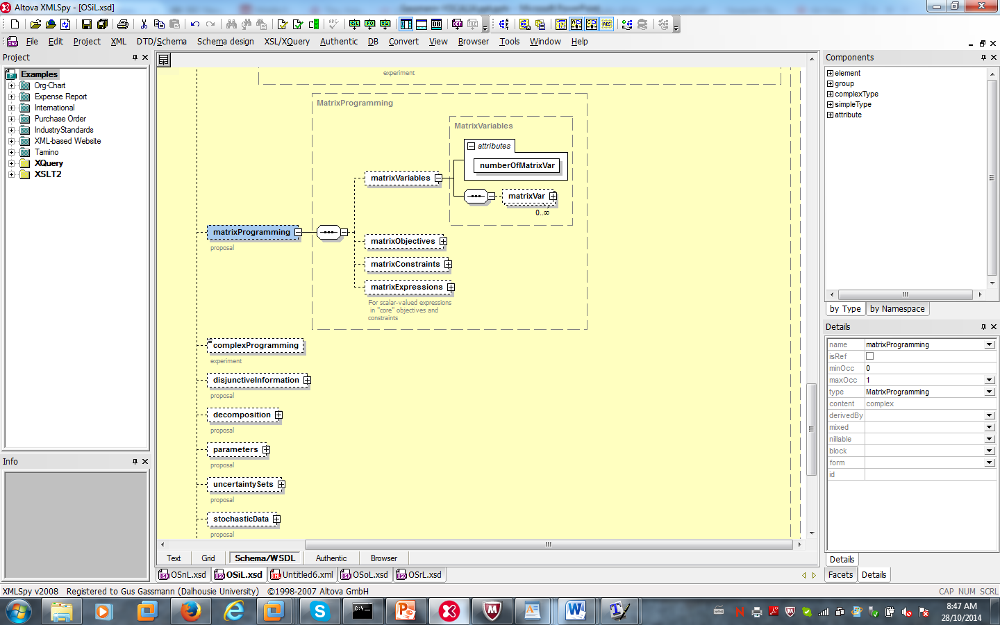 Altova XMLSpy - [OSiL.xsd]
File Edit Project XML DTD/Schema Schema design XSL/XQuery Authentic DB Convert View Browser Tools Window Help
Project
Examples
Org-Chart
Expense Report
International
Purchase Order
IndustryStandards
XML-based Website
Tamino
XQuery
XSLT2
Info
experiment
MatrixProgramming
MatrixVariables
attributes
numberOfMatrixVar
matrixVariables
matrixVar
0..∞
matrixProgramming
proposal
matrixObjectives
matrixConstraints
matrixExpressions
For scalar-valued expressions
in "core" objectives and
constraints
complexProgramming
experiment
disjunctiveInformation
proposal
decomposition
proposal
parameters
proposal
uncertaintySets
proposal
stochasticData
proposal
Text Grid Schema/WSDL Authentic Browser
OSnL.xsd OSiL.xsd Untitled6.xml OSoL.xsd OSrL.xsd
Components
element
group
complexType
simpleType
attribute
by Type by Namespace
Details
name matrixProgramming
isRef
minOcc 0
maxOcc 1
type MatrixProgramming
content complex
derivedBy
mixed
nillable
block
form
id
Details
Facets Details
XMLSpy v2008 Registered to Gus Gassmann (Dalhousie University) ©1998-2007 Altova GmbH
CAP NUM SCRL
8:47 AM
28/10/2014